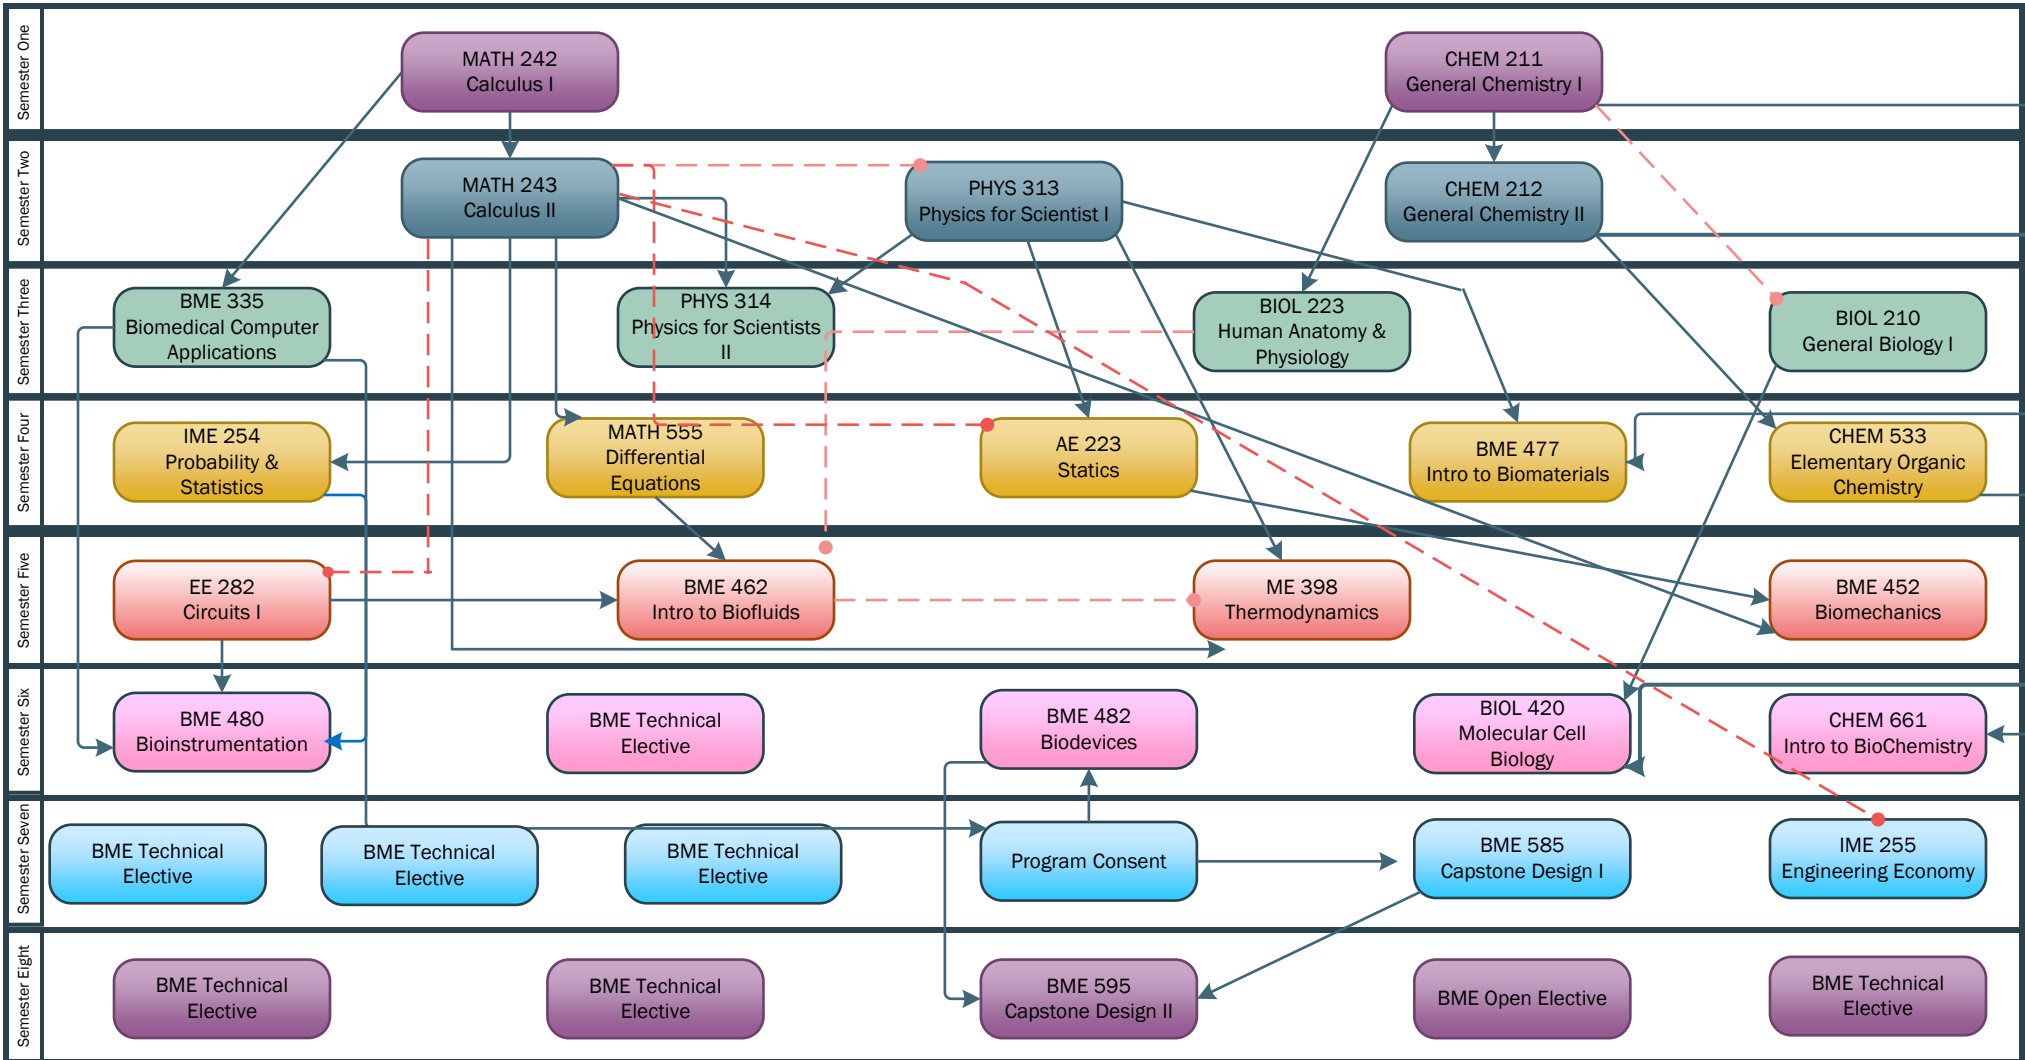 Semester One
MATH 242
Calculus I
CHEM 211
General Chemistry I
Semester Two
MATH 243
Calculus II
PHYS 313
Physics for Scientist I
CHEM 212
General Chemistry II
Semester Three
BME 335
Biomedical Computer
Applications
PHYS 314
Physics for Scientists
II
BIOL 223
Human Anatomy &
Physiology
BIOL 210
General Biology I
Semester Four
IME 254
Probability &
Statistics
MATH 555
Differential
Equations
AE 223
Statics
BME 477
Intro to Biomaterials
CHEM 533
Elementary Organic
Chemistry
Semester Five
EE 282
Circuits I
BME 462
Intro to Biofluids
ME 398
Thermodynamics
BME 452
Biomechanics
Semester Six
BME 480
Bioinstrumentation
BME Technical
Elective
BME 482
Biodevices
BIOL 420
Molecular Cell
Biology
CHEM 661
Intro to BioChemistry
Semester Seven
BME Technical
Elective
BME Technical
Elective
BME Technical
Elective
Program Consent
BME 585
Capstone Design I
IME 255
Engineering Economy
Semester Eight
BME Technical
Elective
BME Technical
Elective
BME 595
Capstone Design II
BME Open Elective
BME Technical
Elective